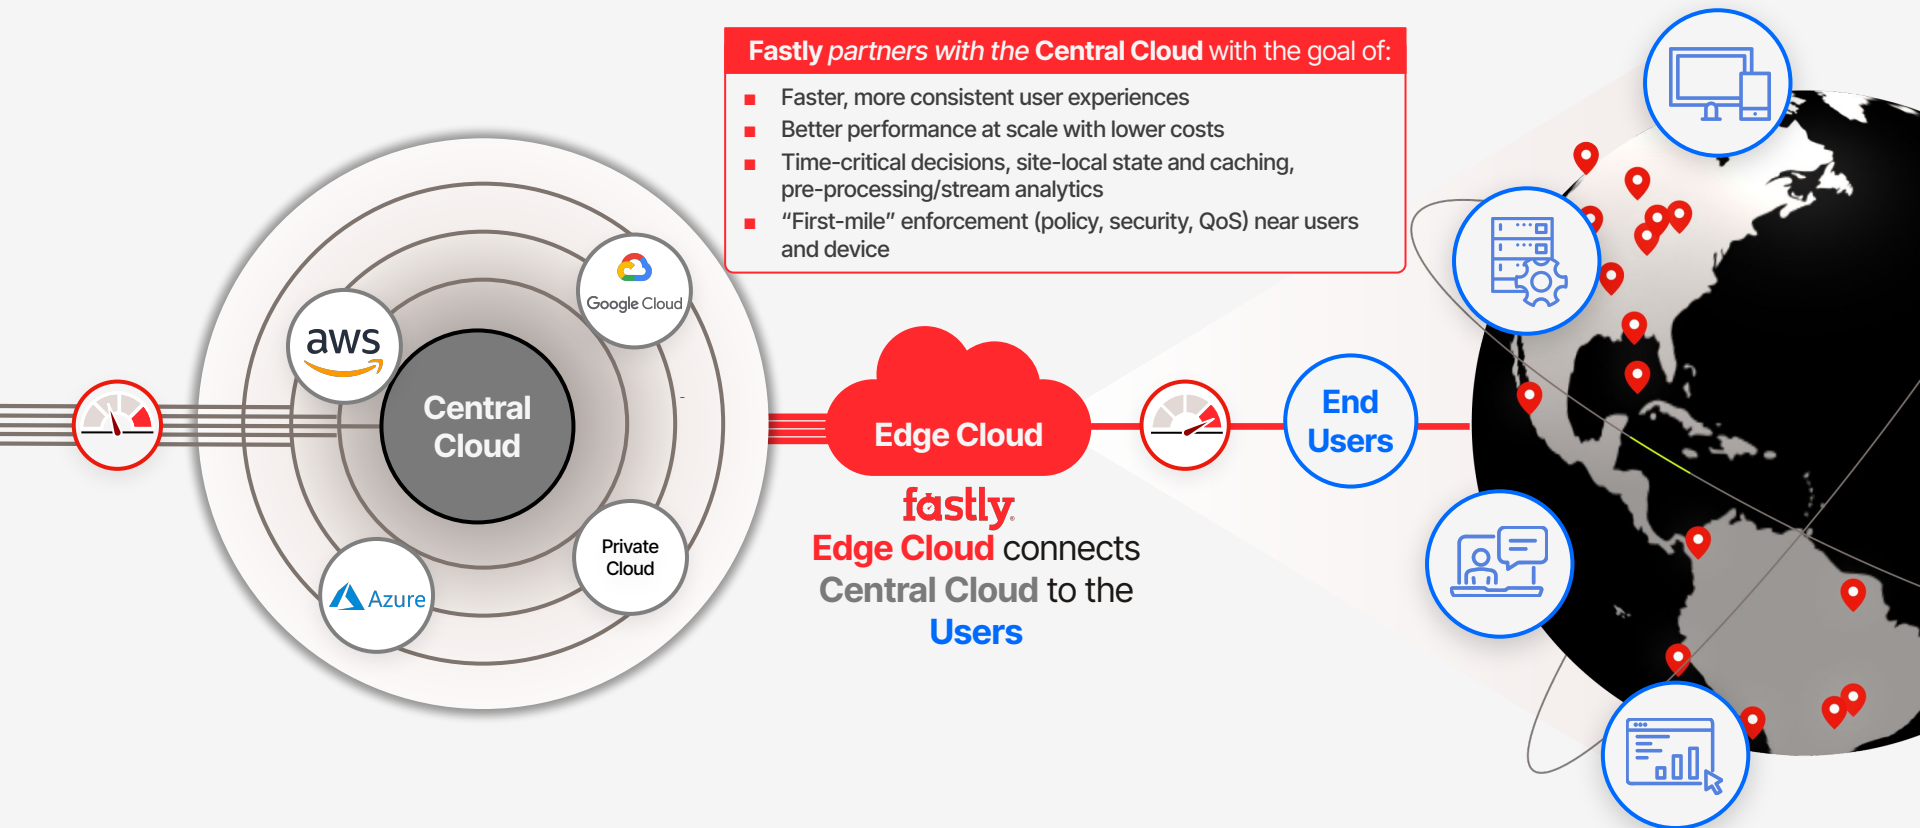 Fastly partners with the Central Cloud with the goal of:
Faster, more consistent user experiences
Better performance at scale with lower costs
Time-critical decisions, site-local state and caching,
pre-processing/stream analytics
“First-mile” enforcement (policy, security, QoS) near users
and device
Google Cloud
aws
Central
Cloud
Private
Cloud
Azure
Edge Cloud
fastly
Edge Cloud connects
Central Cloud to the
Users
End
Users